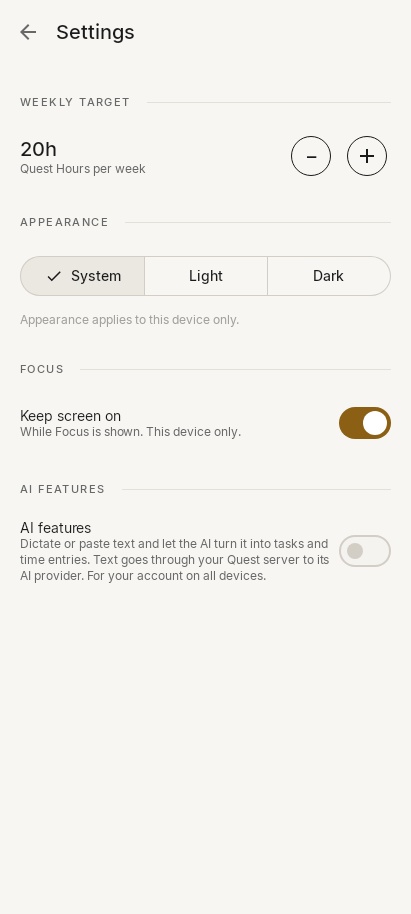 Settings
WEEKLY TARGET
20h
Quest Hours per week
APPEARANCE
System
Light
Dark
Appearance applies to this device only.
FOCUS
Keep screen on
While Focus is shown. This device only.
AI FEATURES
AI features
Dictate or paste text and let the AI turn it into tasks and
time entries. Text goes through your Quest server to its
AI provider. For your account on all devices.